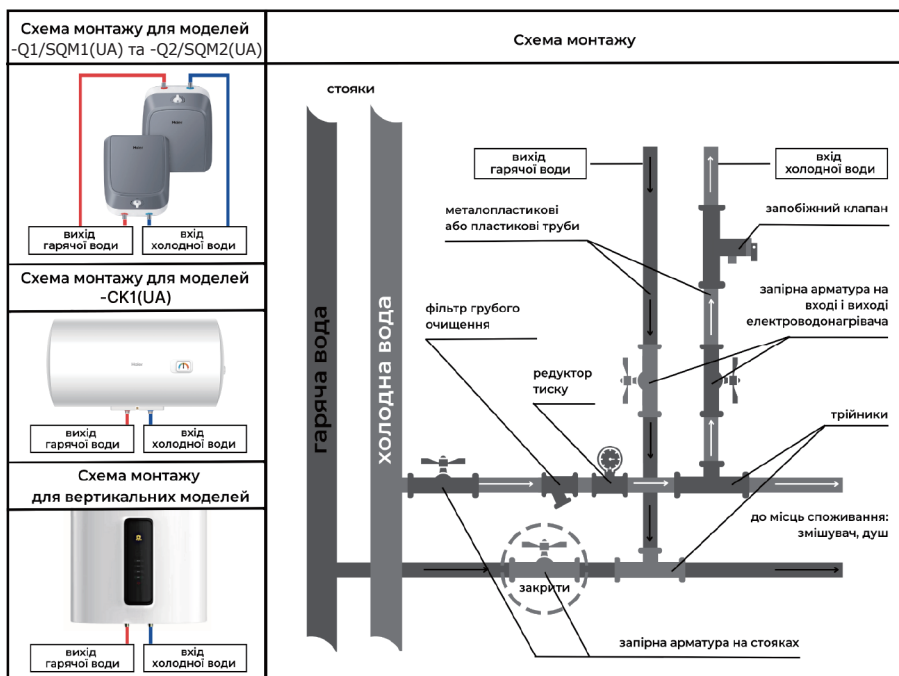 Схема монтажу для моделей
-Q1/SQM1(UA) та -Q2/SQM2(UA)
Haier
Haier
вихід
гарячої води
вхід
холодної води
Схема монтажу для моделей
-CK1(UA)
Haier
вихід
гарячої води
вхід
холодної води
Схема монтажу
для вертикальних моделей
вихід
гарячої води
вхід
холодної води
Схема монтажу
стояки
гаряча вода
холодна вода
вихід
гарячої води
вхід
холодної води
металопластикові
або пластикові труби
запобіжний клапан
фільтр грубого
очищення
запірна арматура на
вході і виході
електроводонагрівача
редуктор
тиску
трійники
до місць споживання:
змішувач, душ
закрити
запірна арматура на стояках